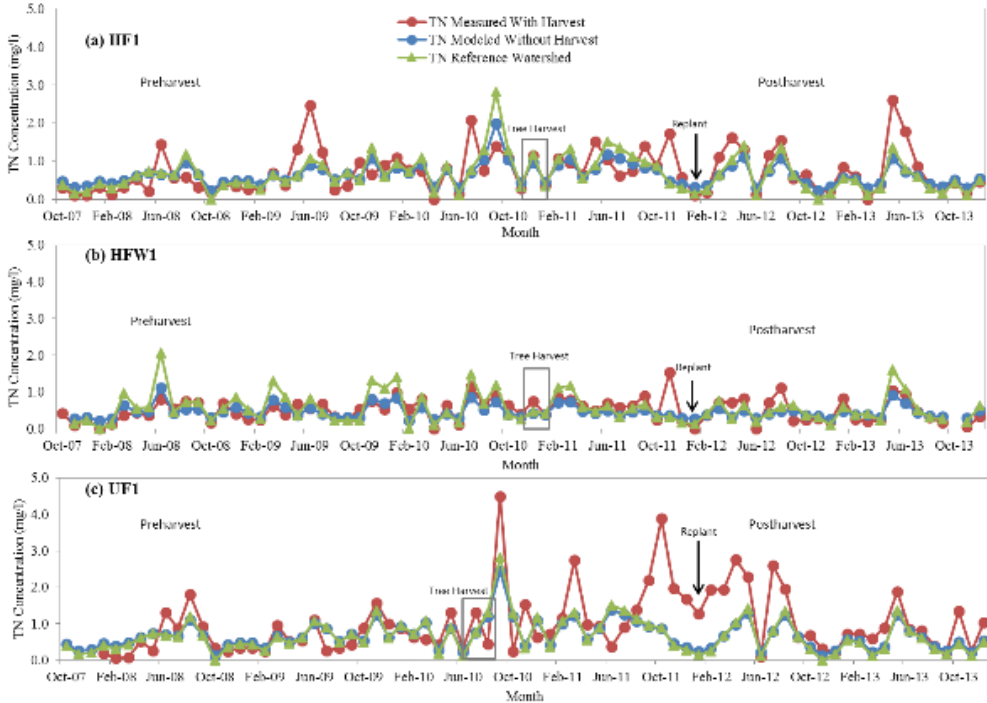 5.0
4.0
3.0
2.0
1.0
0.0
TN Concentration (mg/l)
(a) HF1
TN Measured With Harvest
TN Modeled Without Harvest
TN Reference Watershed
Preharvest
Tree Harvest
Replant
Postharvest
Oct-07 Feb-08 Jun-08 Oct-08 Feb-09 Jun-09 Oct-09 Feb-10 Jun-10 Oct-10 Feb-11 Jun-11 Oct-11 Feb-12 Jun-12 Oct-12 Feb-13 Jun-13 Oct-13
Month
5.0
4.0
3.0
2.0
1.0
0.0
TN Concentration (mg/l)
(b) HFW1
Preharvest
Tree Harvest
Replant
Postharvest
Oct-07 Feb-08 Jun-08 Oct-08 Feb-09 Jun-09 Oct-09 Feb-10 Jun-10 Oct-10 Feb-11 Jun-11 Oct-11 Feb-12 Jun-12 Oct-12 Feb-13 Jun-13 Oct-13
Month
5.0
4.0
3.0
2.0
1.0
0.0
TN Concentration (mg/l)
(c) UF1
Preharvest
Tree Harvest
Replant
Postharvest
Oct-07 Feb-08 Jun-08 Oct-08 Feb-09 Jun-09 Oct-09 Feb-10 Jun-10 Oct-10 Feb-11 Jun-11 Oct-11 Feb-12 Jun-12 Oct-12 Feb-13 Jun-13 Oct-13
Month